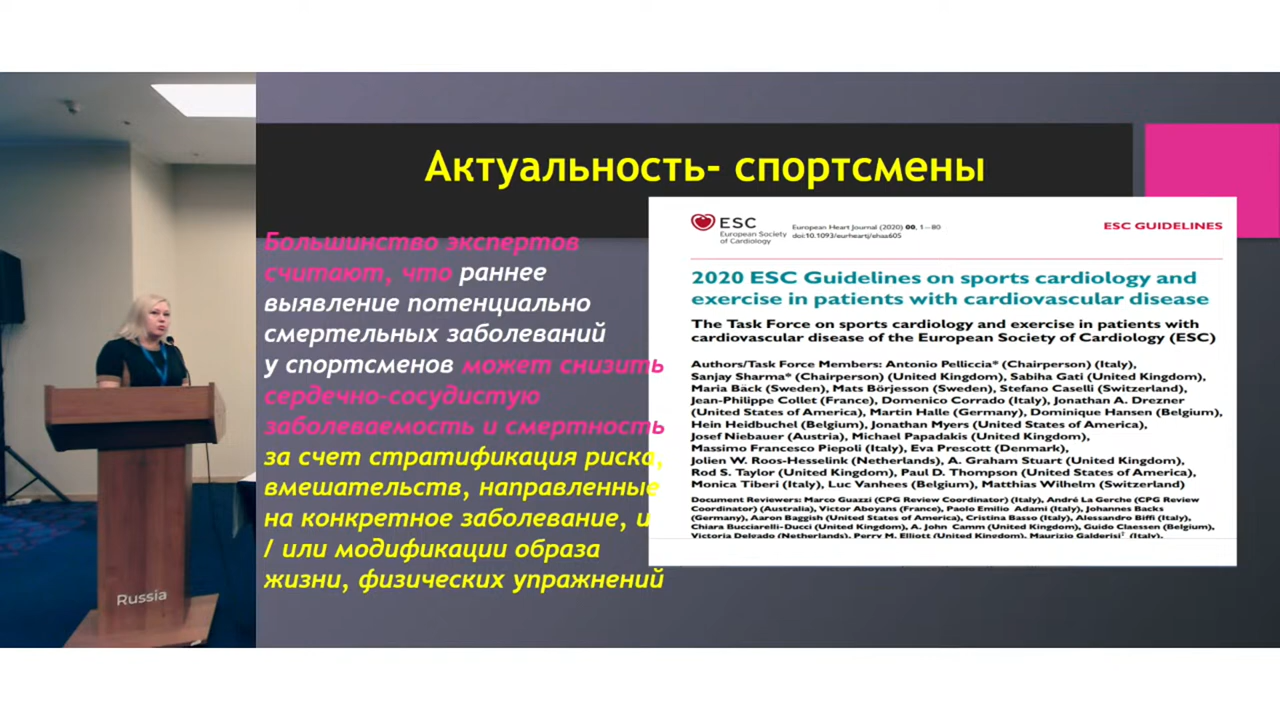 Актуальность- спортсмены
Большинство экспертов
считают, что раннее
выявление потенциально
смертельных заболеваний
у спортсменов может снизить
сердечно-сосудистую
заболеваемость и смертность
за счет стратификация риска,
вмешательств, направленные
на конкретное заболевание, и
/ или модификации образа
жизни, физических упражнений
ESC
European Society
of Cardiology
European Heart Journal (2020) 00, 1–80
doi:10.1093/eurheartj/ehaa605
ESC GUIDELINES
2020 ESC Guidelines on sports cardiology and
exercise in patients with cardiovascular disease
The Task Force on sports cardiology and exercise in patients with
cardiovascular disease of the European Society of Cardiology (ESC)
Authors/Task Force Members: Antonio Pelliccia* (Chairperson) (Italy),
Sanjay Sharma* (Chairperson) (United Kingdom), Sabiha Gati (United Kingdom),
Maria Bäck (Sweden), Mats Börjesson (Sweden), Stefano Caselli (Switzerland),
Jean-Philippe Collet (France), Domenico Corrado (Italy), Jonathan A. Drezner
(United States of America), Martin Halle (Germany), Dominique Hansen (Belgium),
Hein Heidbuchel (Belgium), Jonathan Myers (United States of America),
Josef Niebauer (Austria), Michael Papadakis (United Kingdom),
Massimo Francesco Piepoli (Italy), Eva Prescott (Denmark),
Jolien W. Roos-Hesselink (Netherlands), A. Graham Stuart (United Kingdom),
Rod S. Taylor (United Kingdom), Paul D. Thompson (United States of America),
Monica Tiberi (Italy), Luc Vanhees (Belgium), Matthias Wilhelm (Switzerland)
Document Reviewers: Marco Guazzi (CPG Review Coordinator) (Italy), André La Gerche (CPG Review
Coordinator) (Australia), Victor Aboyans (France), Paolo Emilio Adami (Italy), Johannes Backs
(Germany), Aaron Baggish (United States of America), Cristina Basso (Italy), Alessandro Biffi (Italy),
Chiara Bucciarelli-Ducci (United Kingdom), A. John Camm (United Kingdom), Guido Claessen (Belgium),
Victoria Delgado (Netherlands), Perry M. Elliott (United Kingdom), Maurizio Galderisi† (Italy),
Russia